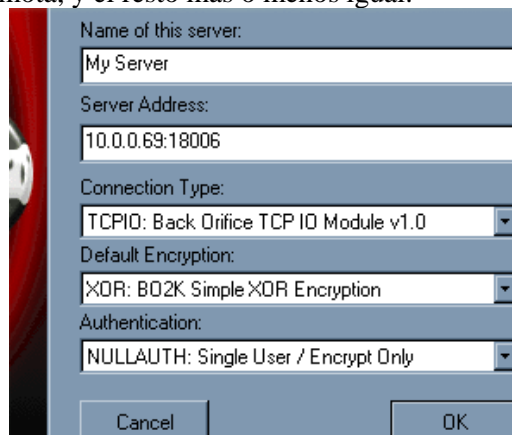 mota, y el resto más o menos igual.
Name of this server:
My Server
Server Address:
10.0.0.69:18006
Connection Type:
TCPIO: Back Orifice TCP IO Module v1.0
Default Encryption:
XOR: BO2K Simple XOR Encryption
Authentication:
NULLAUTH: Single User / Encrypt Only
Cancel
OK